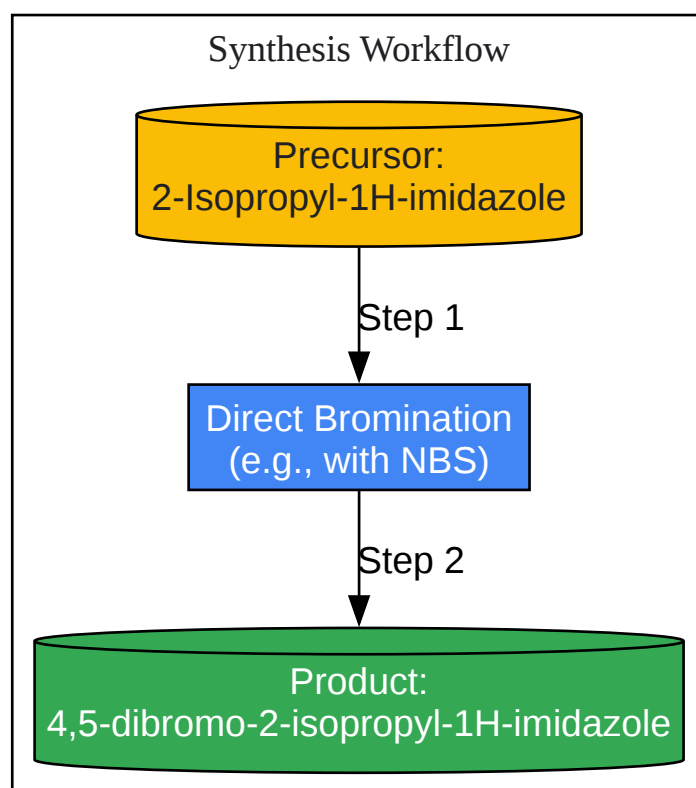 Synthesis Workflow
Precursor:
2-Isopropyl-1H-imidazole
Step 1
Direct Bromination
(e.g., with NBS)
Step 2
Product:
4,5-dibromo-2-isopropyl-1H-imidazole